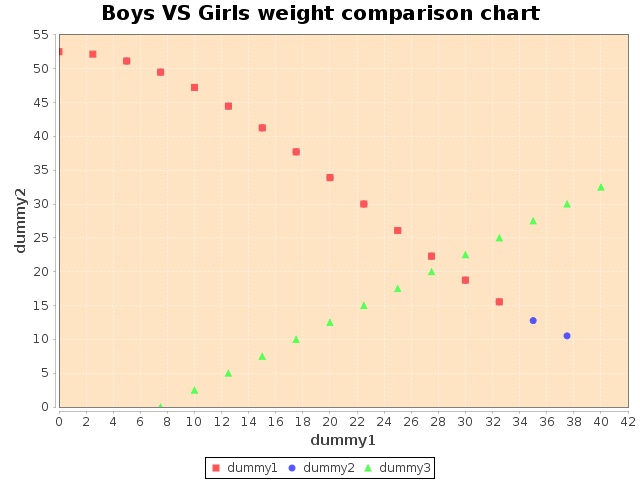 Boys VS Girls weight comparison chart
55
50
45
40
35
30
25
20
15
10
5
0
dummy2
0 2 4 6 8 10 12 14 16 18 20 22 24 26 28 30 32 34 36 38 40 42
dummy1
dummy1 dummy2 dummy3